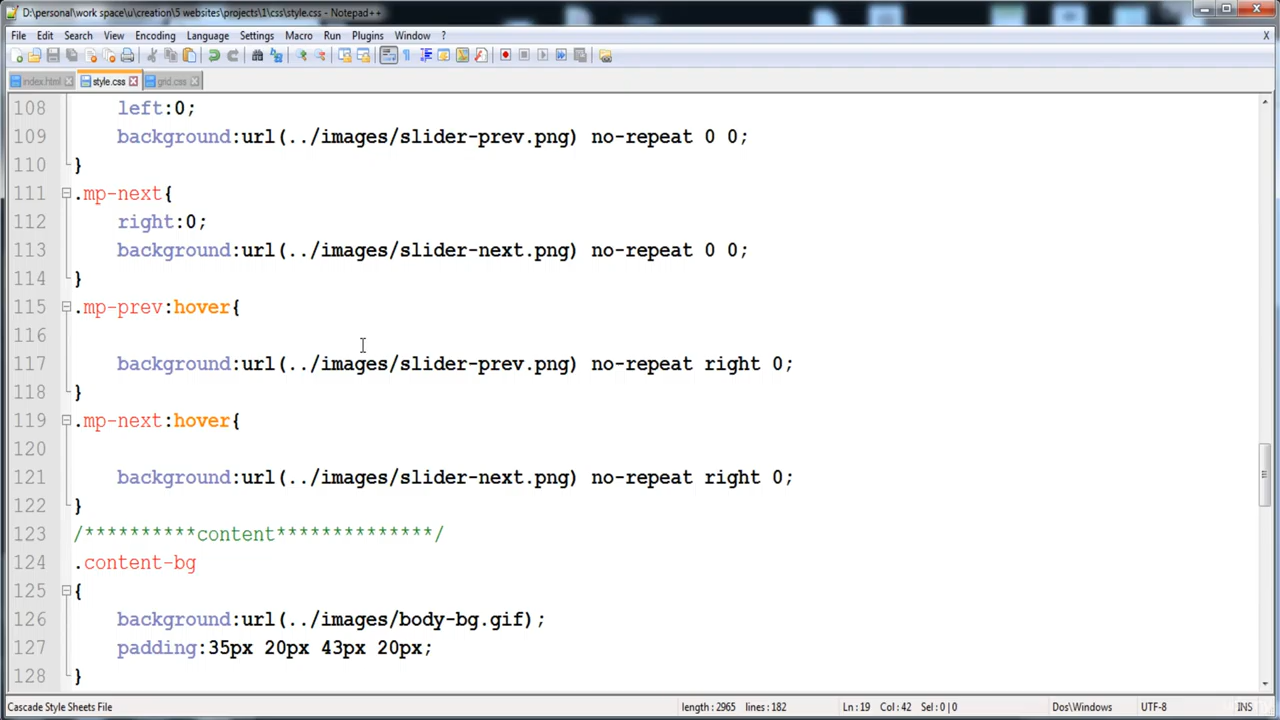 D:\personal\work space\u\creation\5 websites\projects\1\css\style.css - Notepad++
File Edit Search View Encoding Language Settings Macro Run Plugins Window ? X
index.html style.css grid.css
108 left:0;
109 background:url(../images/slider-prev.png) no-repeat 0 0;
110 }
111 .mp-next{
112 right:0;
113 background:url(../images/slider-next.png) no-repeat 0 0;
114 }
115 .mp-prev:hover{
116
117 background:url(../images/slider-prev.png) no-repeat right 0;
118 }
119 .mp-next:hover{
120
121 background:url(../images/slider-next.png) no-repeat right 0;
122 }
123 /**********content**************/
124 .content-bg
125 {
126 background:url(../images/body-bg.gif);
127 padding:35px 20px 43px 20px;
128 }
Cascade Style Sheets File length : 2965 lines : 182 Ln : 19 Col : 42 Sel : 0 | 0 Dos\Windows UTF-8 INS